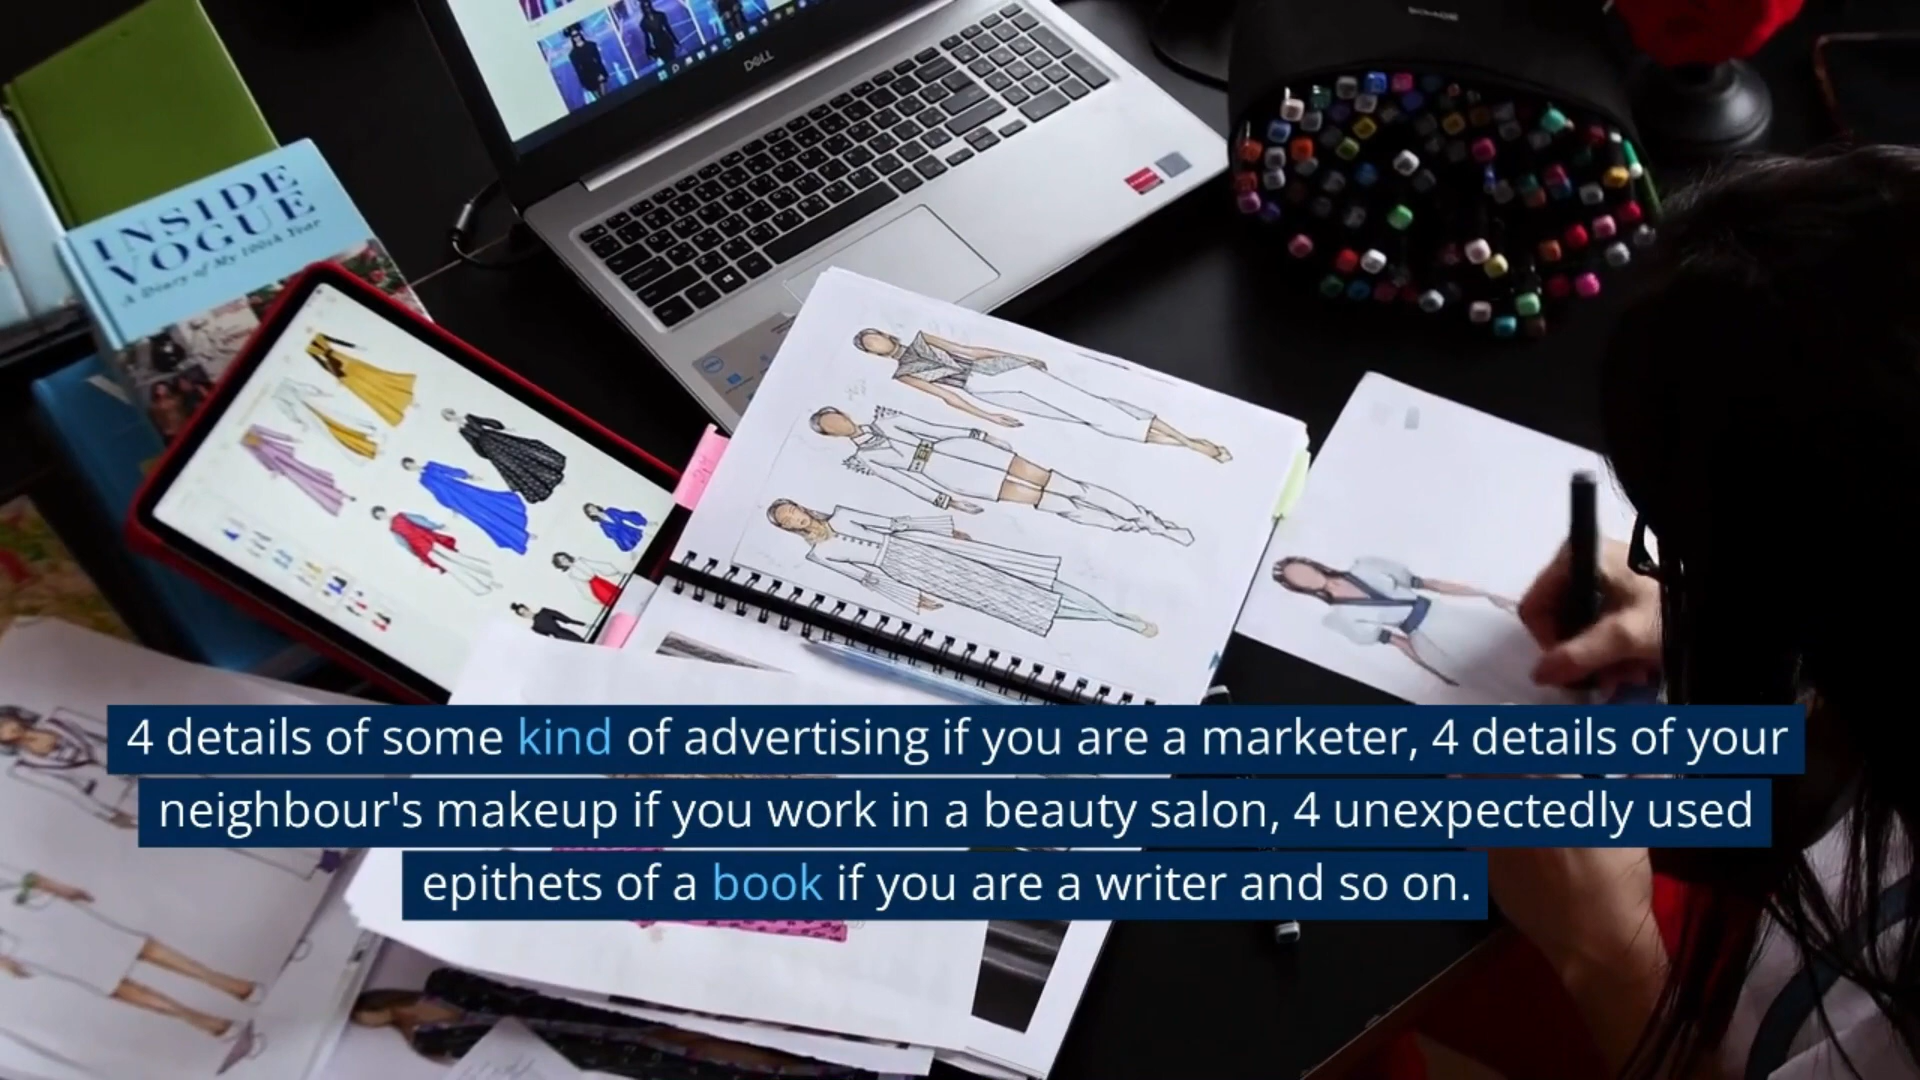 DELL
INSIDE
VOGUE
A Diary of My 100th Year
4 details of some kind of advertising if you are a marketer, 4 details of your
neighbour's makeup if you work in a beauty salon, 4 unexpectedly used
epithets of a book if you are a writer and so on.